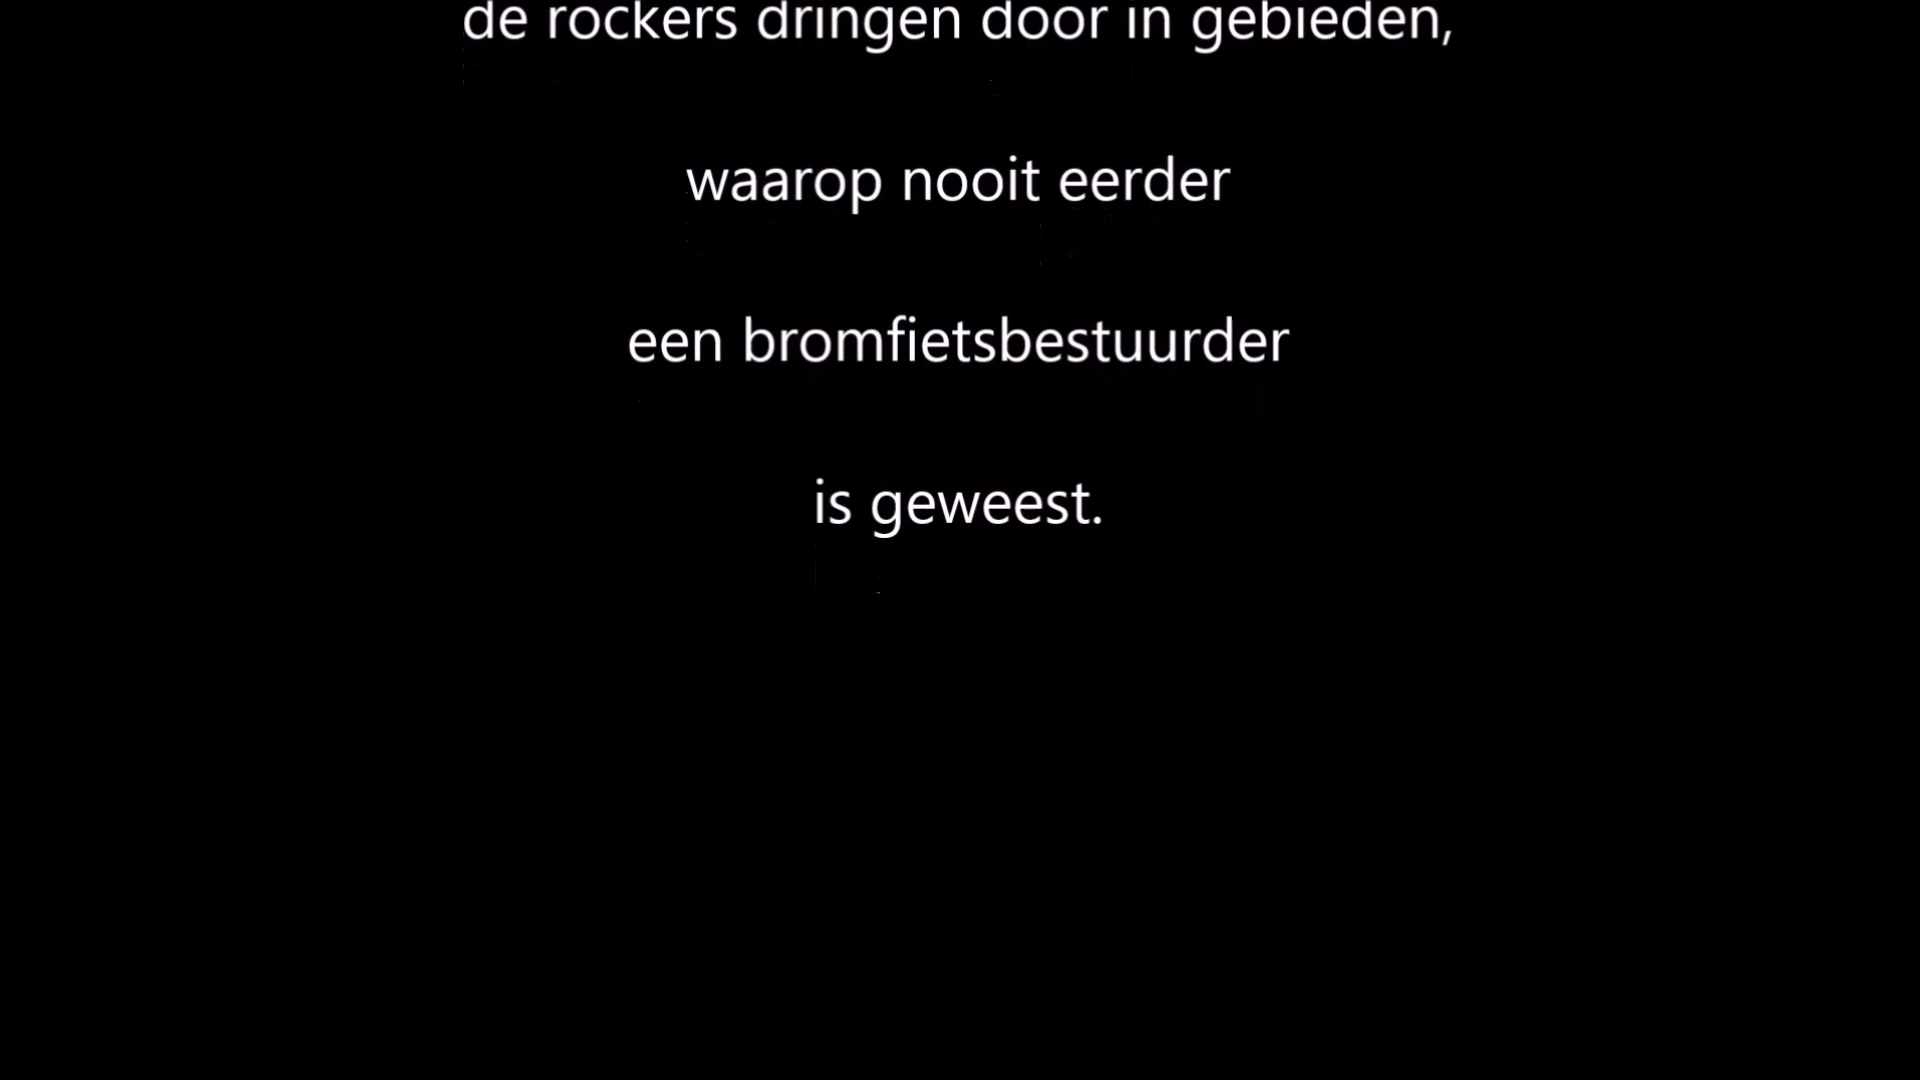 de rockers dringen door in gebieden,
waarop nooit eerder
een bromfietsbestuurder
is geweest.